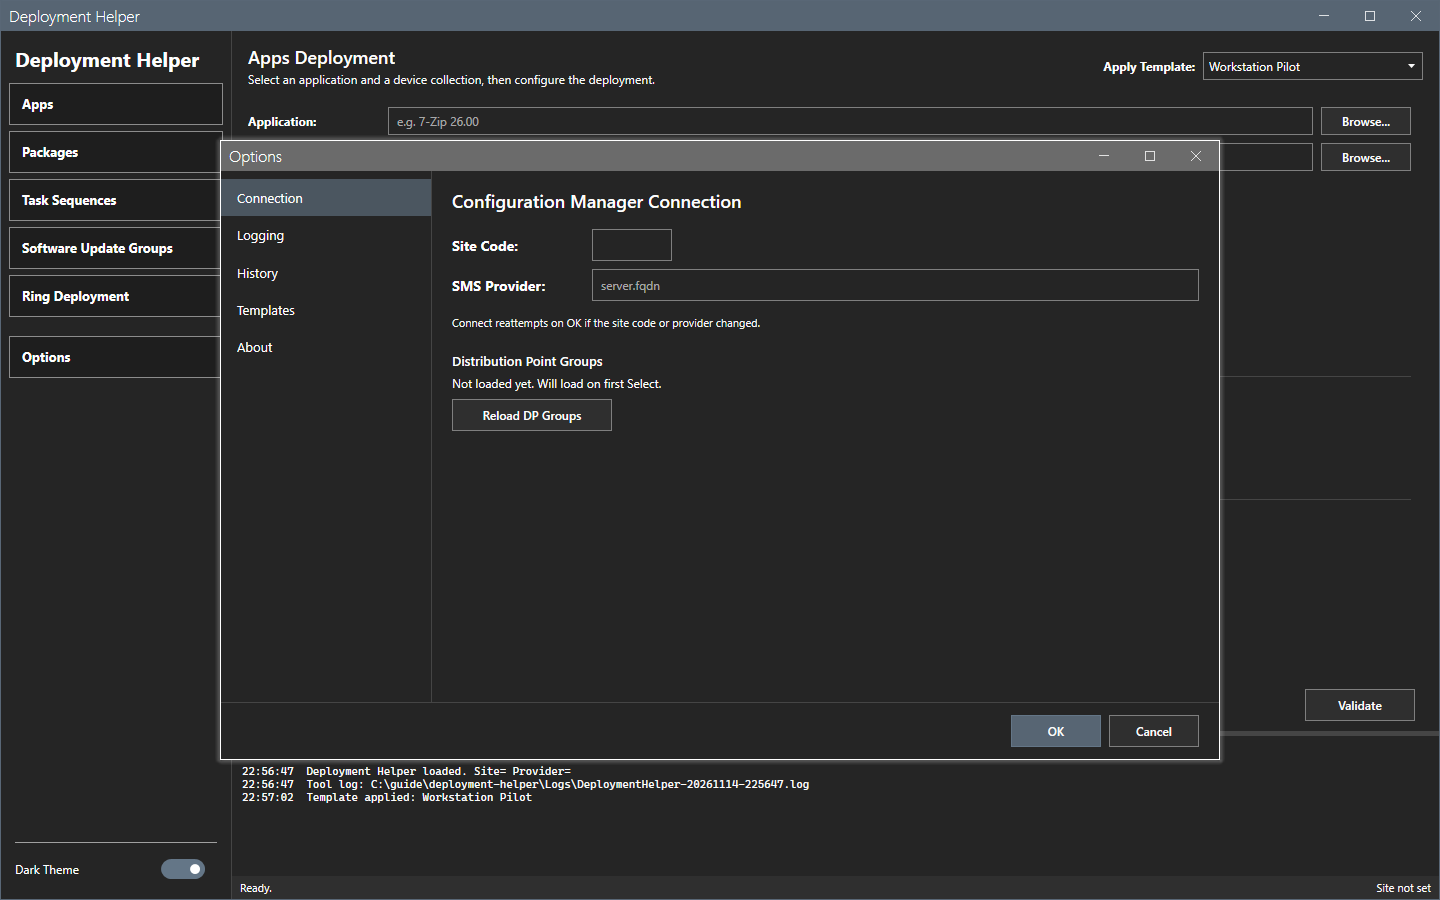 Deployment Helper
Deployment Helper
Apps
Packages
Task Sequences
Software Update Groups
Ring Deployment
Options
Dark Theme
Apps Deployment
Select an application and a device collection, then configure the deployment.
Apply Template: Workstation Pilot
Application: e.g. 7-Zip 26.00 Browse...
Browse...
Options
Connection
Logging
History
Templates
About
Configuration Manager Connection
Site Code:
SMS Provider: server.fqdn
Connect reattempts on OK if the site code or provider changed.
Distribution Point Groups
Not loaded yet. Will load on first Select.
Reload DP Groups
OK Cancel
Validate
22:56:47 Deployment Helper loaded. Site= Provider=
22:56:47 Tool log: C:\guide\deployment-helper\Logs\DeploymentHelper-20261114-225647.log
22:57:02 Template applied: Workstation Pilot
Ready. Site not set